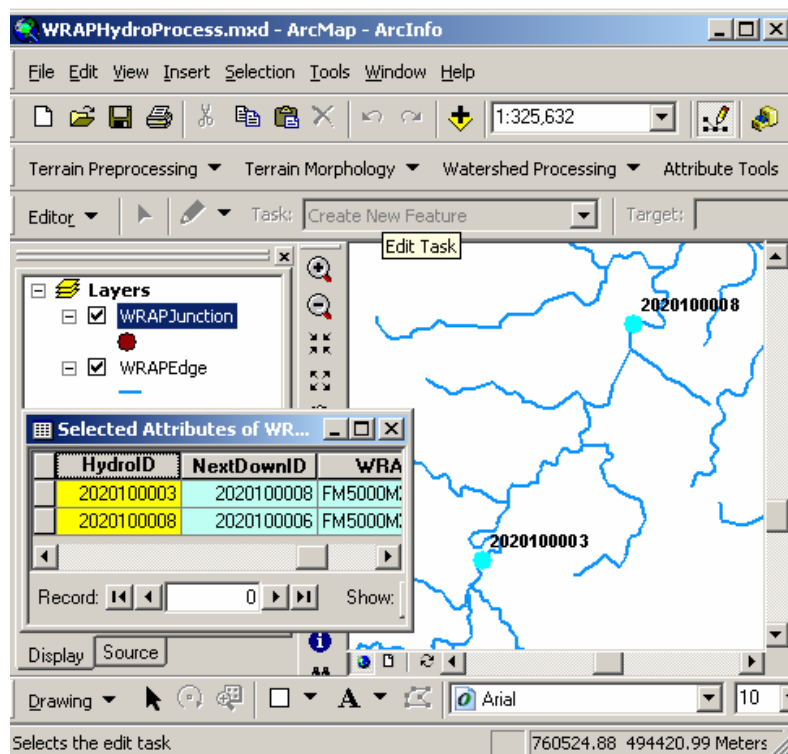 WRAPHydroProcess.mxd - ArcMap - ArcInfo
File Edit View Insert Selection Tools Window Help
1:325,632
Terrain Preprocessing Terrain Morphology Watershed Processing Attribute Tools
Editor Task: Create New Feature Target:
Edit Task
Layers
WRAPJunction
WRAPEdge
2020100008
Selected Attributes of WR...
HydroID NextDownID WRA
2020100003 2020100008 FM5000M
2020100008 2020100006 FM5000M
2020100003
Record: 0 Show:
Display Source
Drawing A Arial 10
Selects the edit task 760524.88 494420.99 Meters